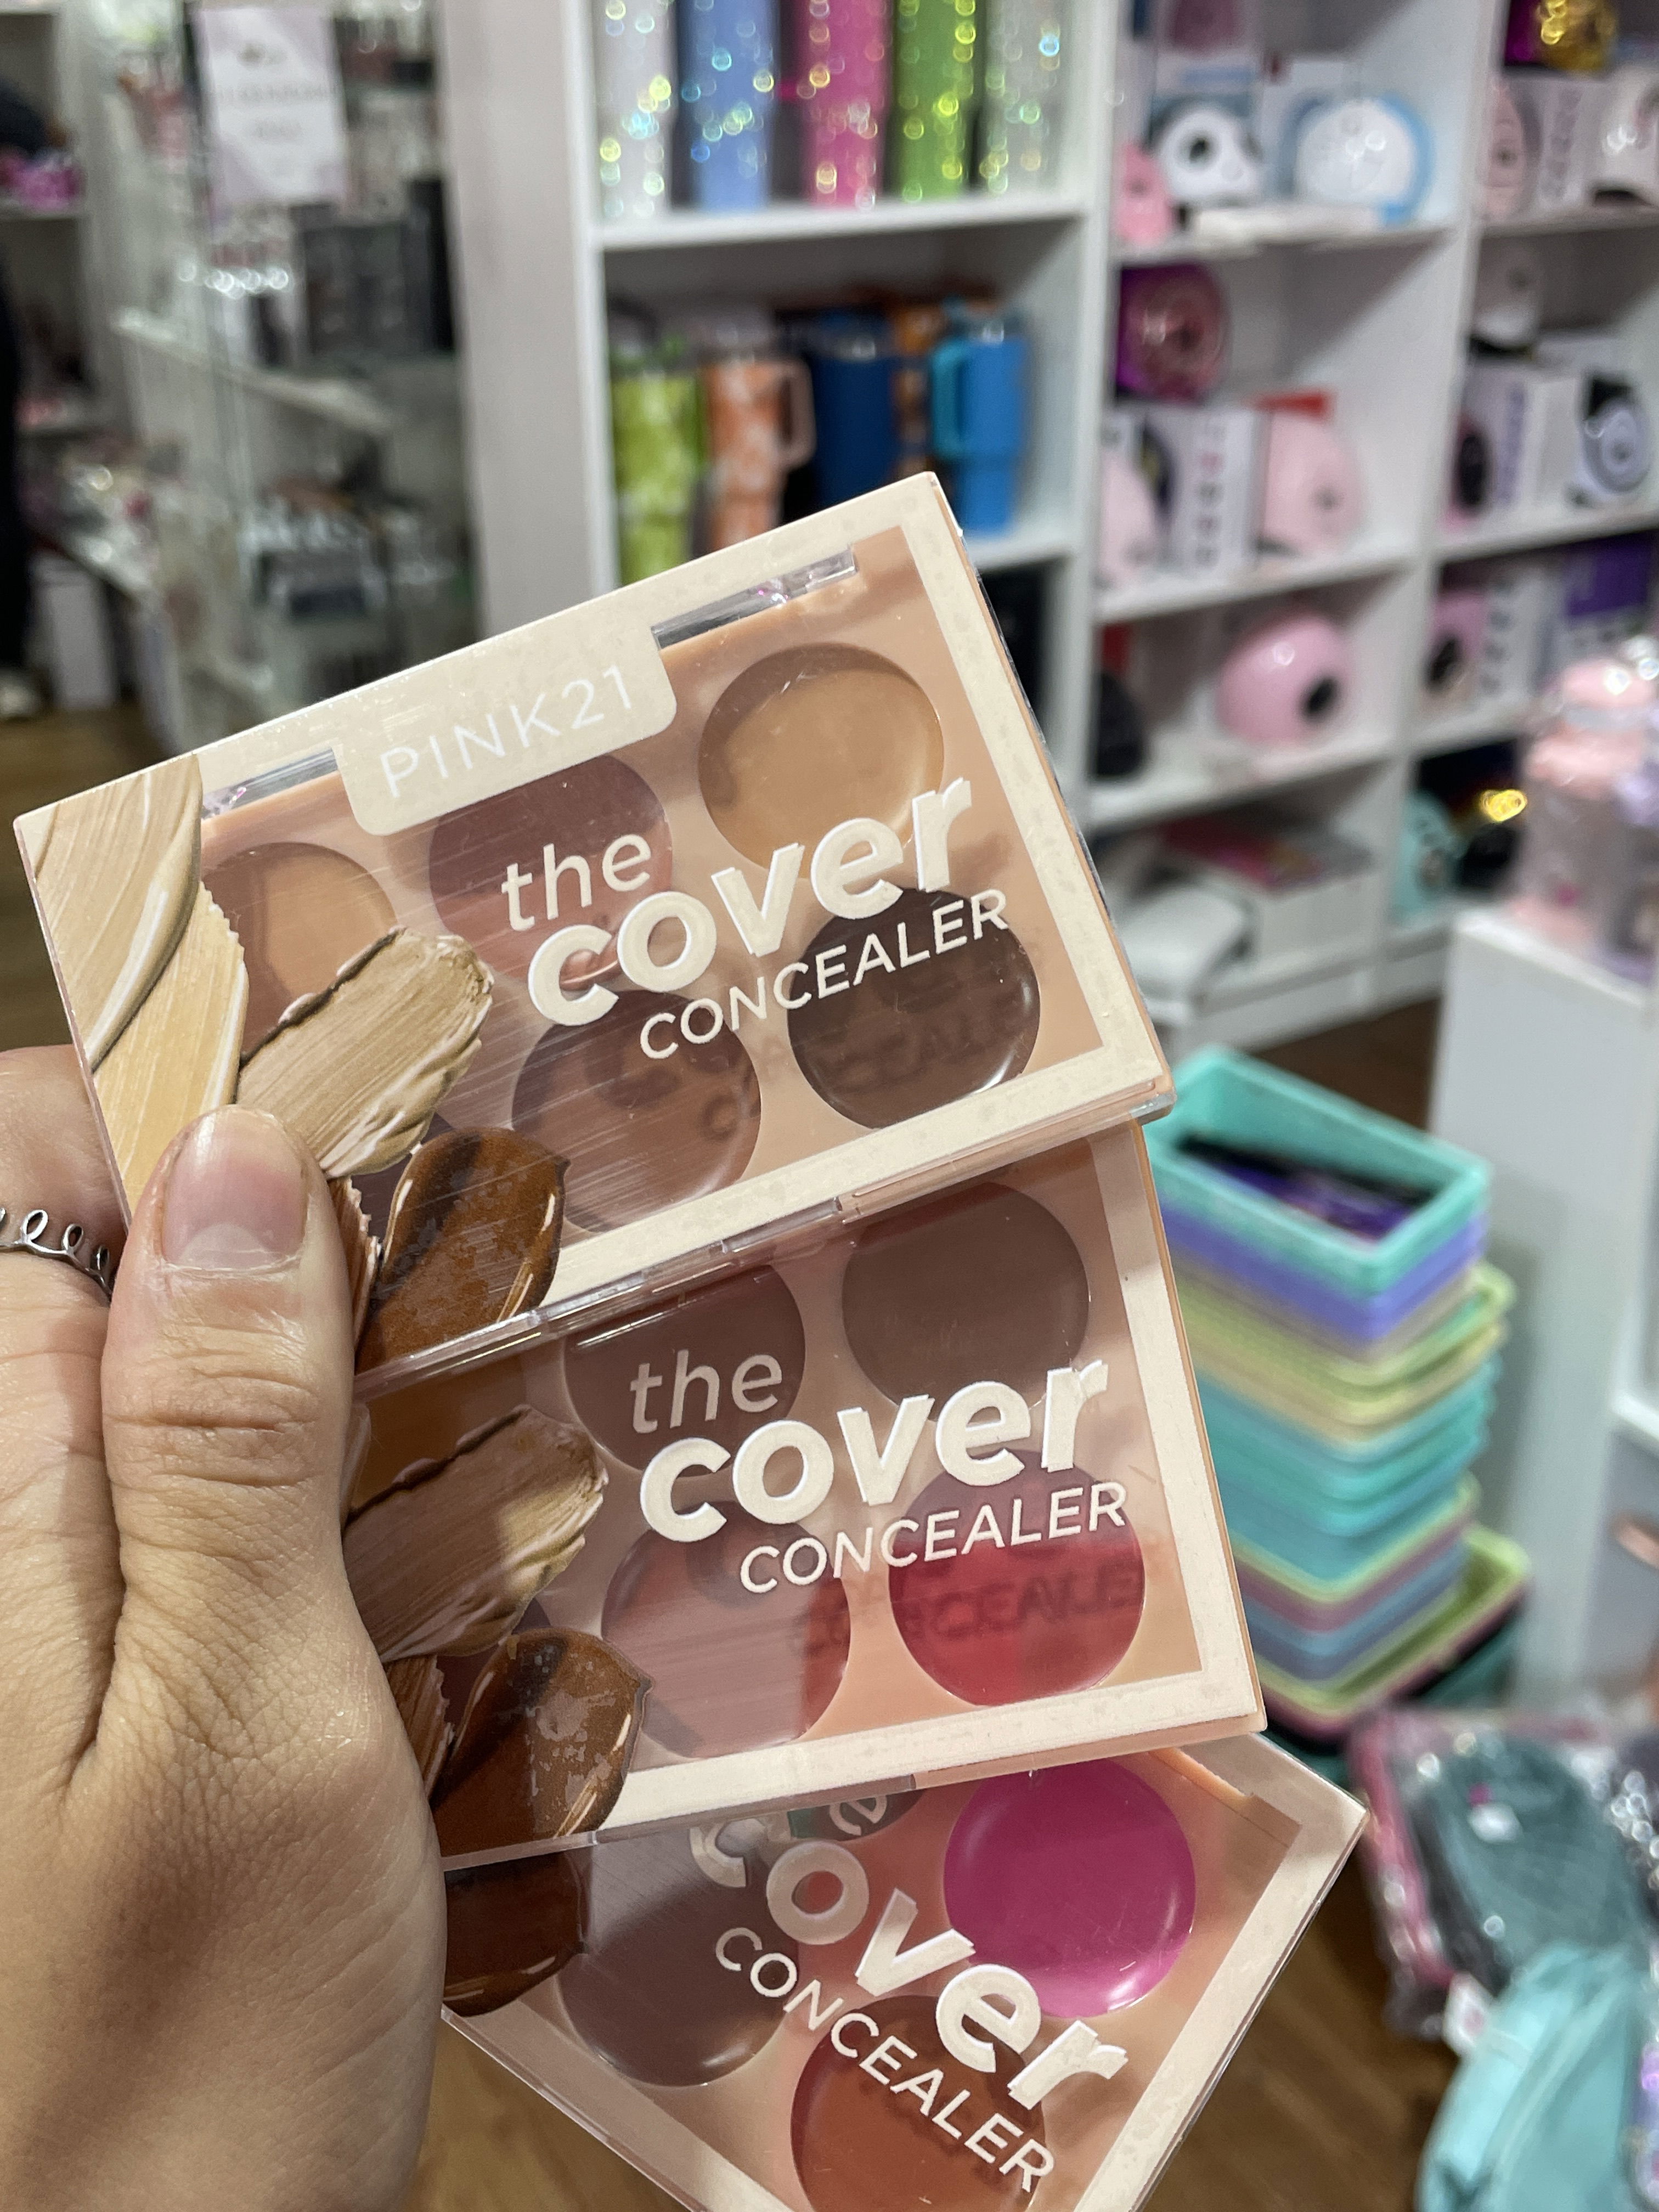 PINK21
the
cover
CONCEALER
the
cover
CONCEALER
cover
CONCEALER